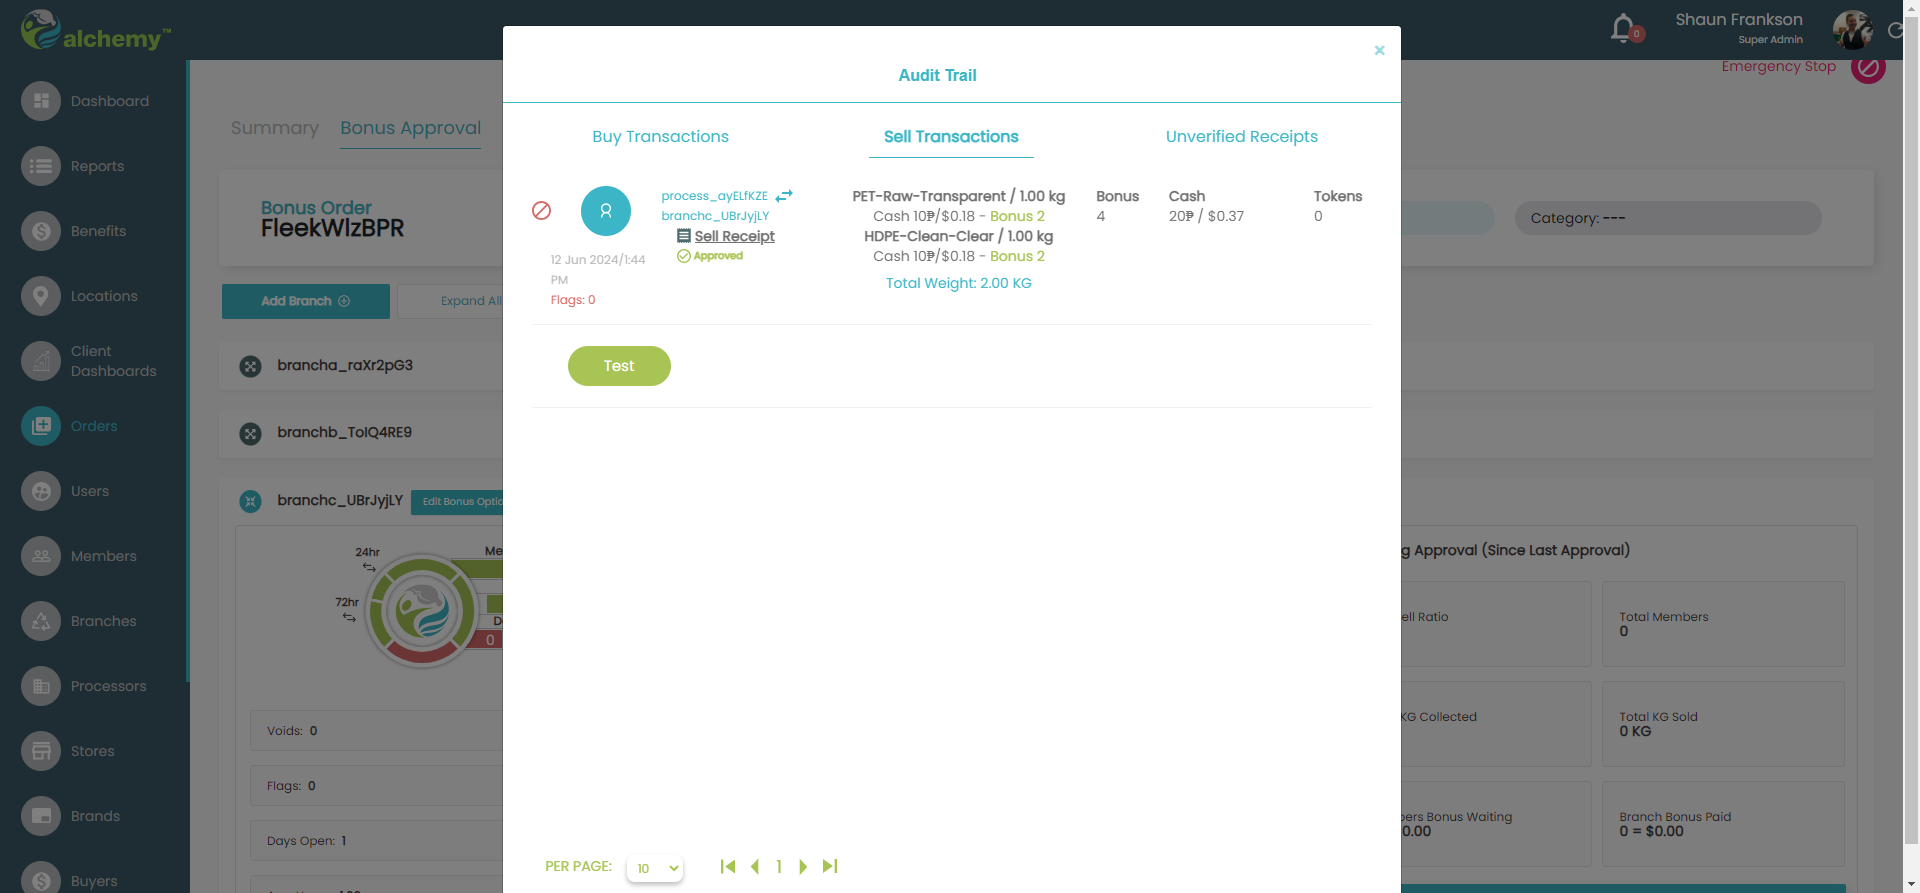 alchemy™
Shaun Frankson
Super Admin
0
Emergency Stop
Dashboard
Reports
Benefits
Locations
Client
Dashboards
Orders
Users
Members
Branches
Processors
Stores
Brands
Buyers
Summary
Bonus Approval
Bonus Order
FleekWlzBPR
Category: ---
Add Branch
Expand All
brancha_raXr2pG3
branchb_TolQ4RE9
branchc_UBrJyjLY
Edit Bonus Optio
24hr
72hr
Me
D
0
Voids: 0
Flags: 0
Days Open: 1
Audit Trail
×
Buy Transactions
Sell Transactions
Unverified Receipts
process_ayELfKZE
branchc_UBrJyjLY
Sell Receipt
Approved
12 Jun 2024/1:44
PM
Flags: 0
PET-Raw-Transparent / 1.00 kg
Cash 10₱/$0.18 - Bonus 2
HDPE-Clean-Clear / 1.00 kg
Cash 10₱/$0.18 - Bonus 2
Total Weight: 2.00 KG
Bonus
4
Cash
20₱ / $0.37
Tokens
0
Test
PER PAGE:
10
1
g Approval (Since Last Approval)
ell Ratio
Total Members
0
KG Collected
Total KG Sold
0 KG
bers Bonus Waiting
0.00
Branch Bonus Paid
0 = $0.00